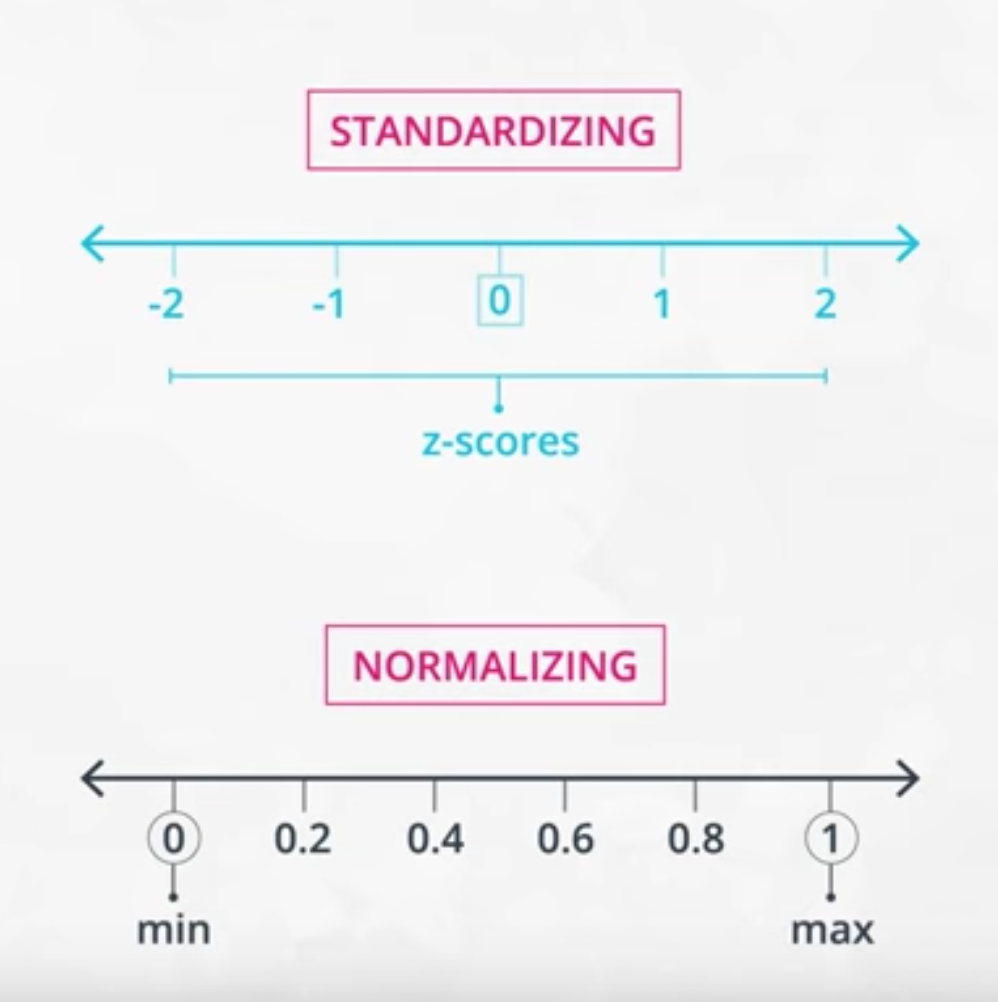 STANDARDIZING
-2 -1 0 1 2
z-scores
NORMALIZING
0 0.2 0.4 0.6 0.8 1
min max